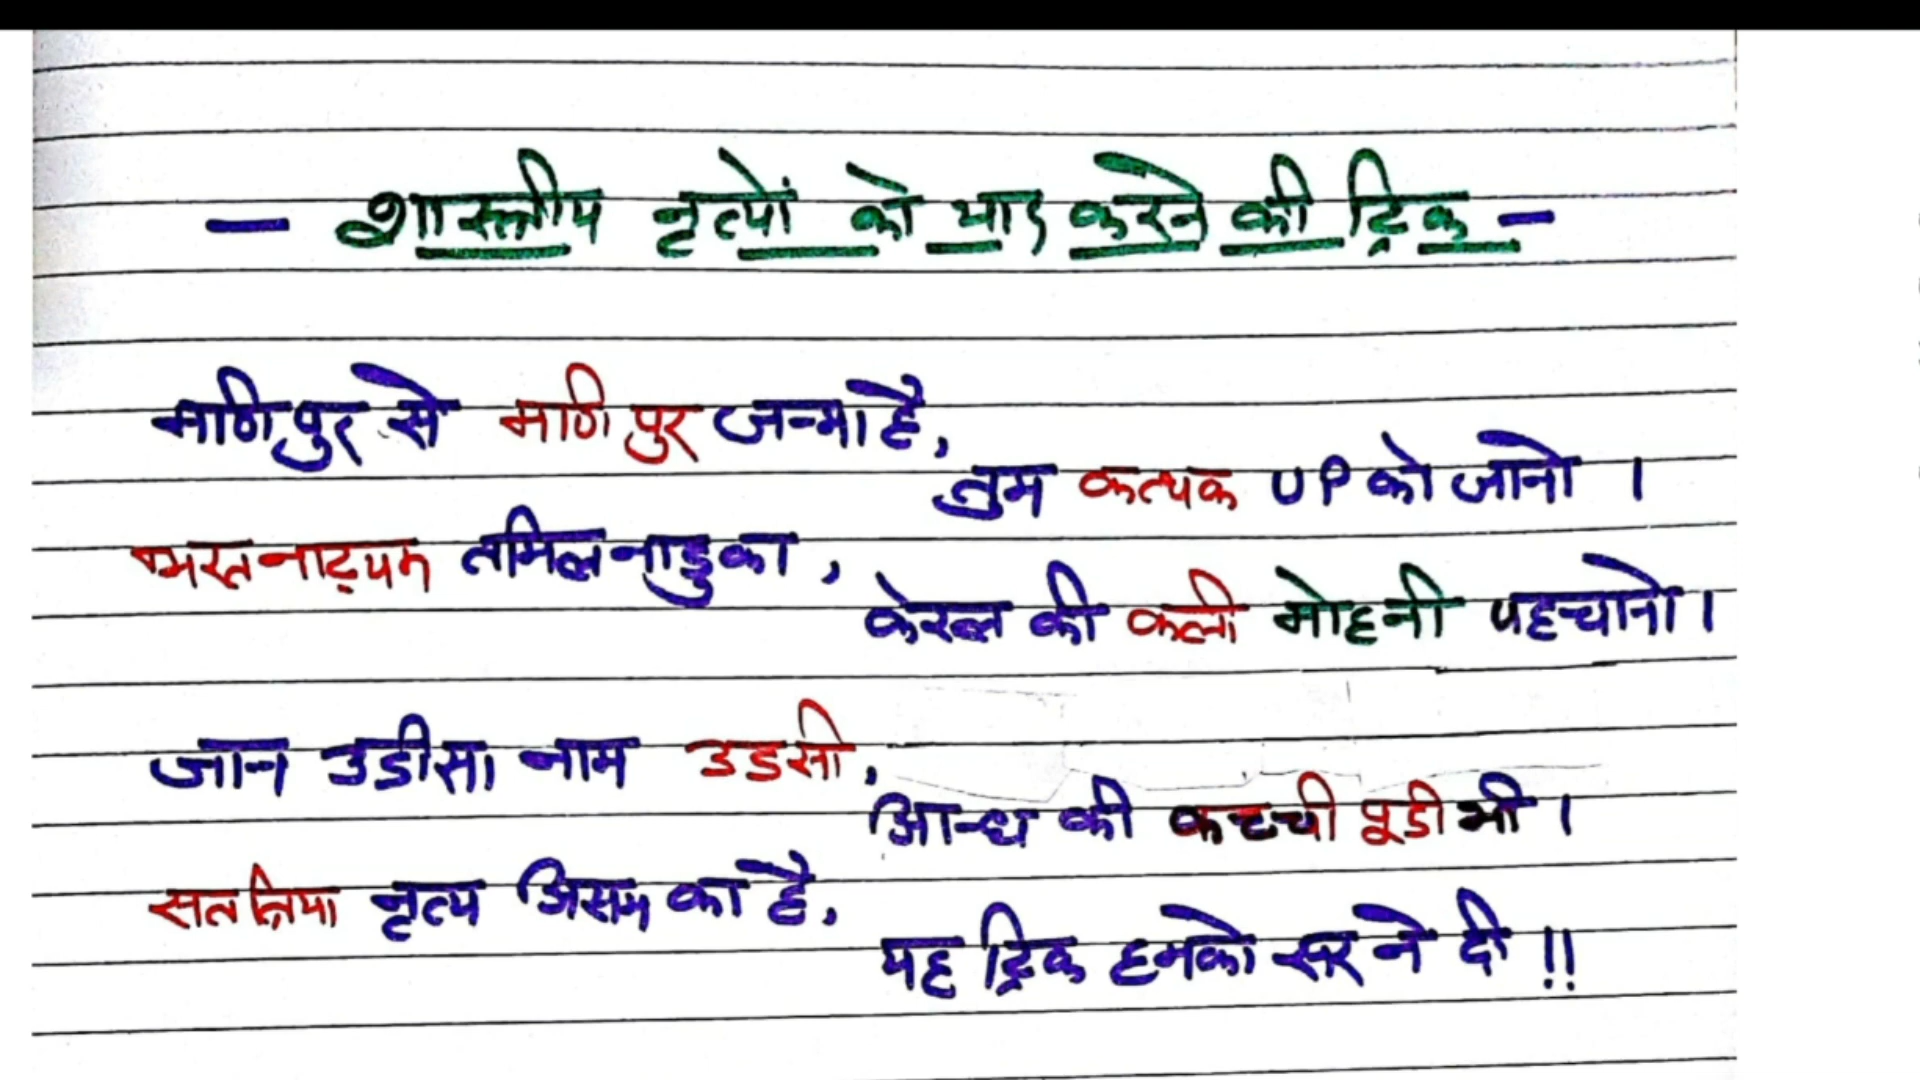 - शास्त्रीय नृत्यों को याद करने की ट्रिक -
मणिपुर से मणिपुर जन्मा है,
तुम कत्थक UP को जानो ।
भरतनाट्यम तमिलनाडु का,
केरल की कली मोहनी पहचानो ।
जान उडीसा नाम उडसी,
आन्ध्र की कच्ची पूडी भी ।
सतत्रिया नृत्य असम का है,
यह ट्रिक हमको सर ने दी !!